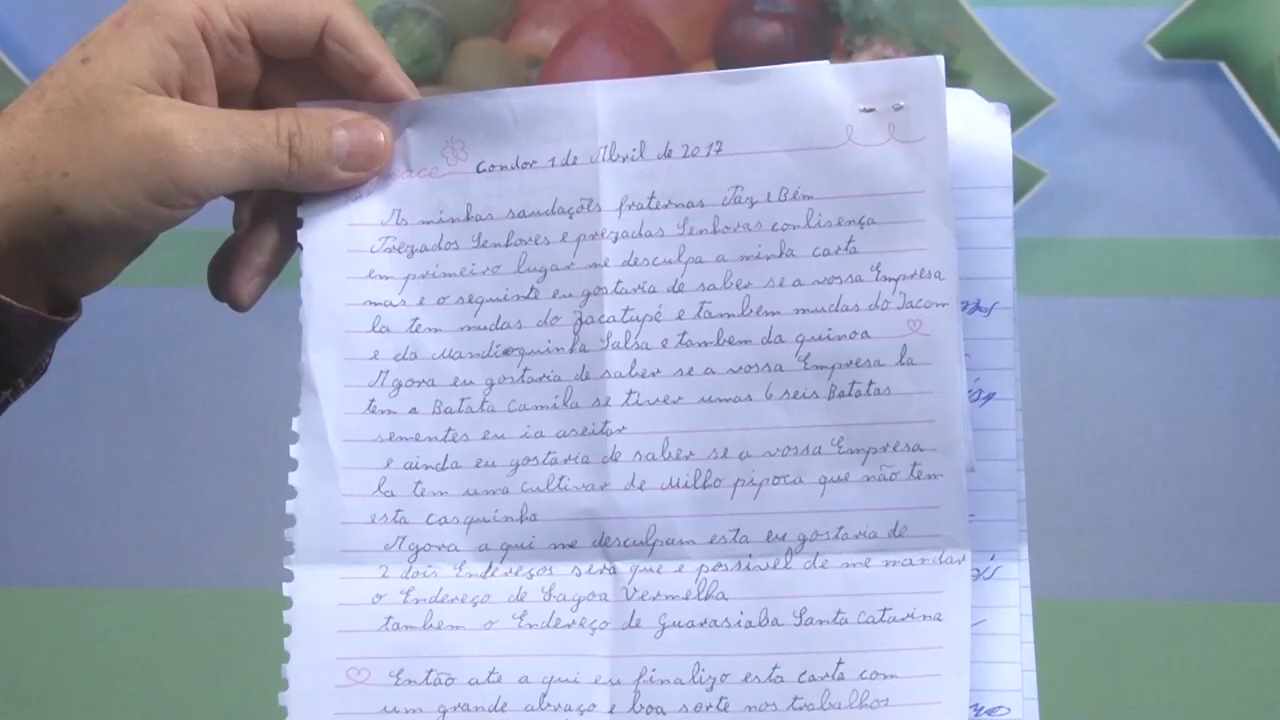 Condor 1 de Abril de 2017
As minhas saudações fraternas Paz e Bém
Prezados Senhores e prezadas Senhoras conlisença
em primeiro lugar me desculpa a minha carta
mas e o seguinte eu gostaria de saber se a vossa Empresa
la tem mudas do Jacatupé e tambem mudas do Jacom
e da Mandioquinha Salsa e tambem da quinoa
Agora eu gostaria de saber se a vossa Empresa la
tem a Batata Camila se tiver umas 6 seis Batatas
sementes eu ia aseitar
e ainda eu gostaria de saber se a vossa Empresa
la tem uma cultivar de Milho pipoca que não tem
esta casquinha
Agora a qui me desculpam esta eu gostaria de
2 dois Endereços sera que e possivel de me mandar
o Endereço de Lagoa Vermelha
tambem o Endereço de Guarasiaba Santa Catarina
Então ate a qui eu finalizo esta carta com
um grande abraço e boa sorte nos trabalhos